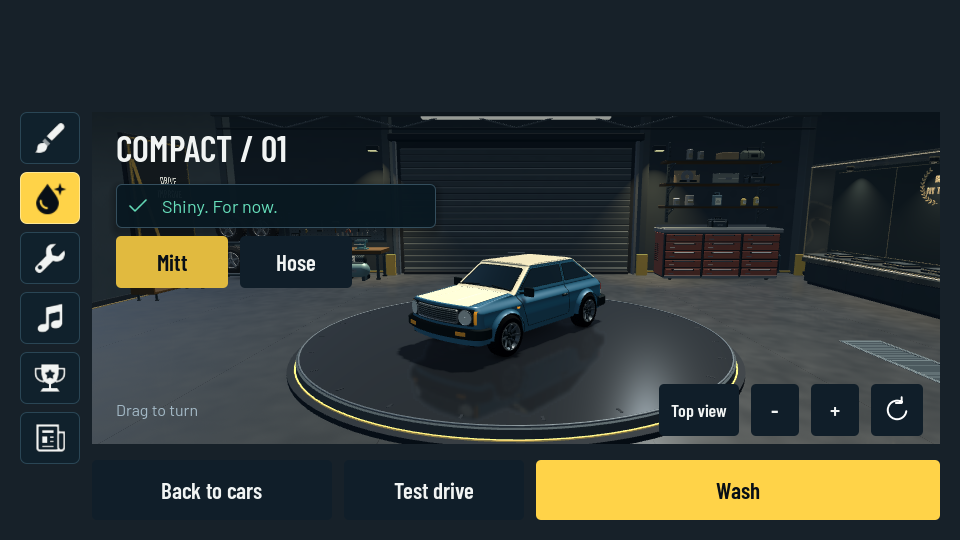 COMPACT / 01
Shiny. For now.
Mitt
Hose
Drag to turn
Top view
-
+
Back to cars
Test drive
Wash